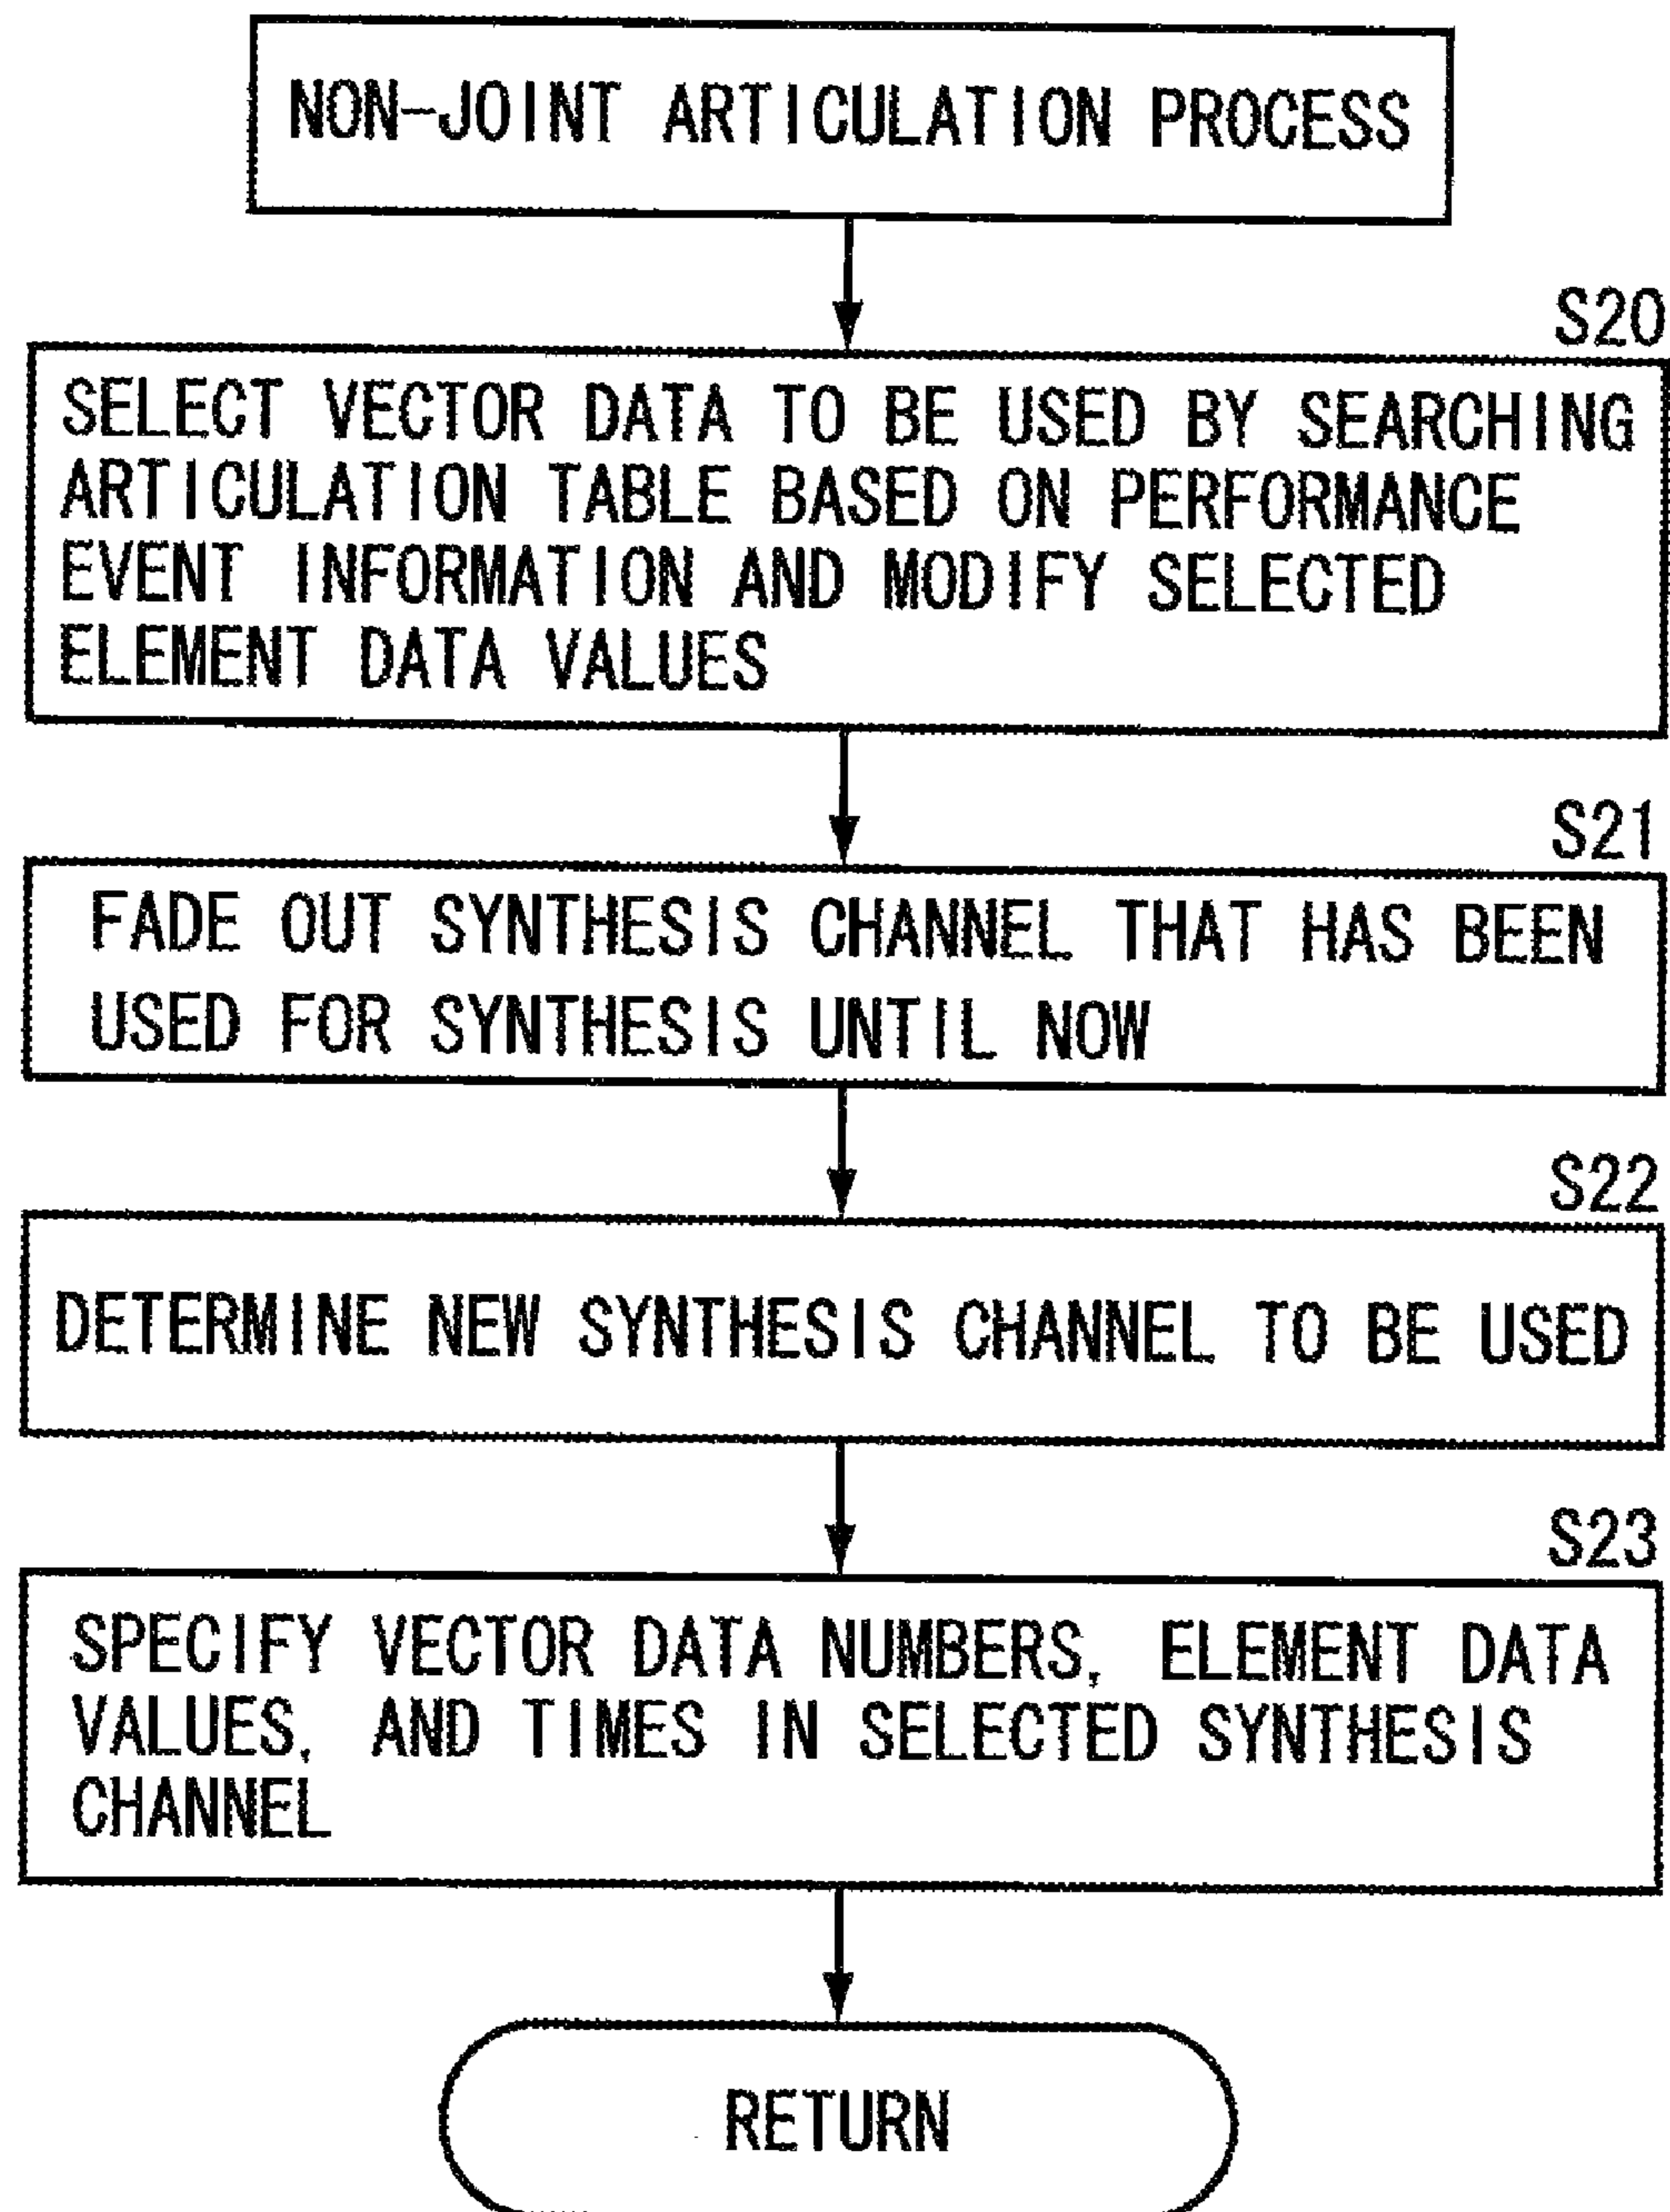 NON-JOINT ARTICULATION PROCESS
S20
SELECT VECTOR DATA TO BE USED BY SEARCHING
ARTICULATION TABLE BASED ON PERFORMANCE
EVENT INFORMATION AND MODIFY SELECTED
ELEMENT DATA VALUES
S21
FADE OUT SYNTHESIS CHANNEL THAT HAS BEEN
USED FOR SYNTHESIS UNTIL NOW
S22
DETERMINE NEW SYNTHESIS CHANNEL TO BE USED
S23
SPECIFY VECTOR DATA NUMBERS, ELEMENT DATA
VALUES, AND TIMES IN SELECTED SYNTHESIS
CHANNEL
RETURN